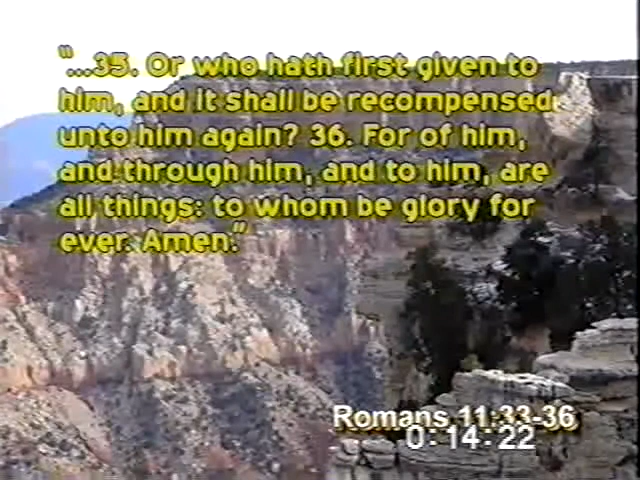 "...35. Or who hath first given to
him, and it shall be recompensed
unto him again? 36. For of him,
and through him, and to him, are
all things: to whom be glory for
ever. Amen."
Romans 11:33-36
0:14:22